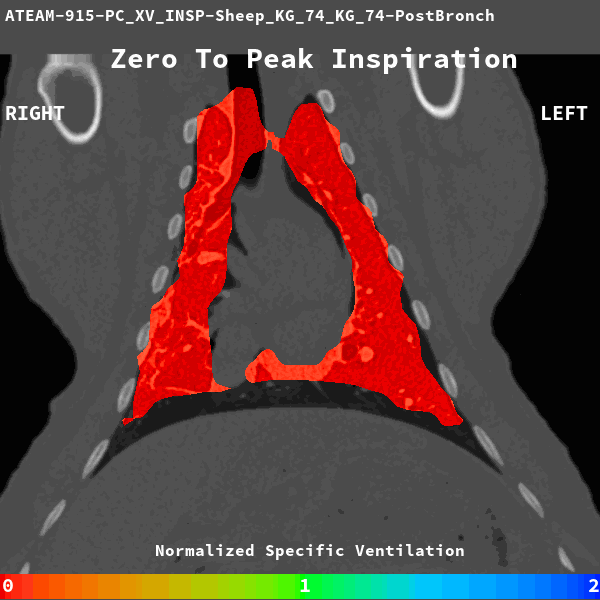 ATEAM-915-PC_XV_INSP-Sheep_KG_74_KG_74-PostBronch
Zero To Peak Inspiration
RIGHT
LEFT
Normalized Specific Ventilation
0
1
2